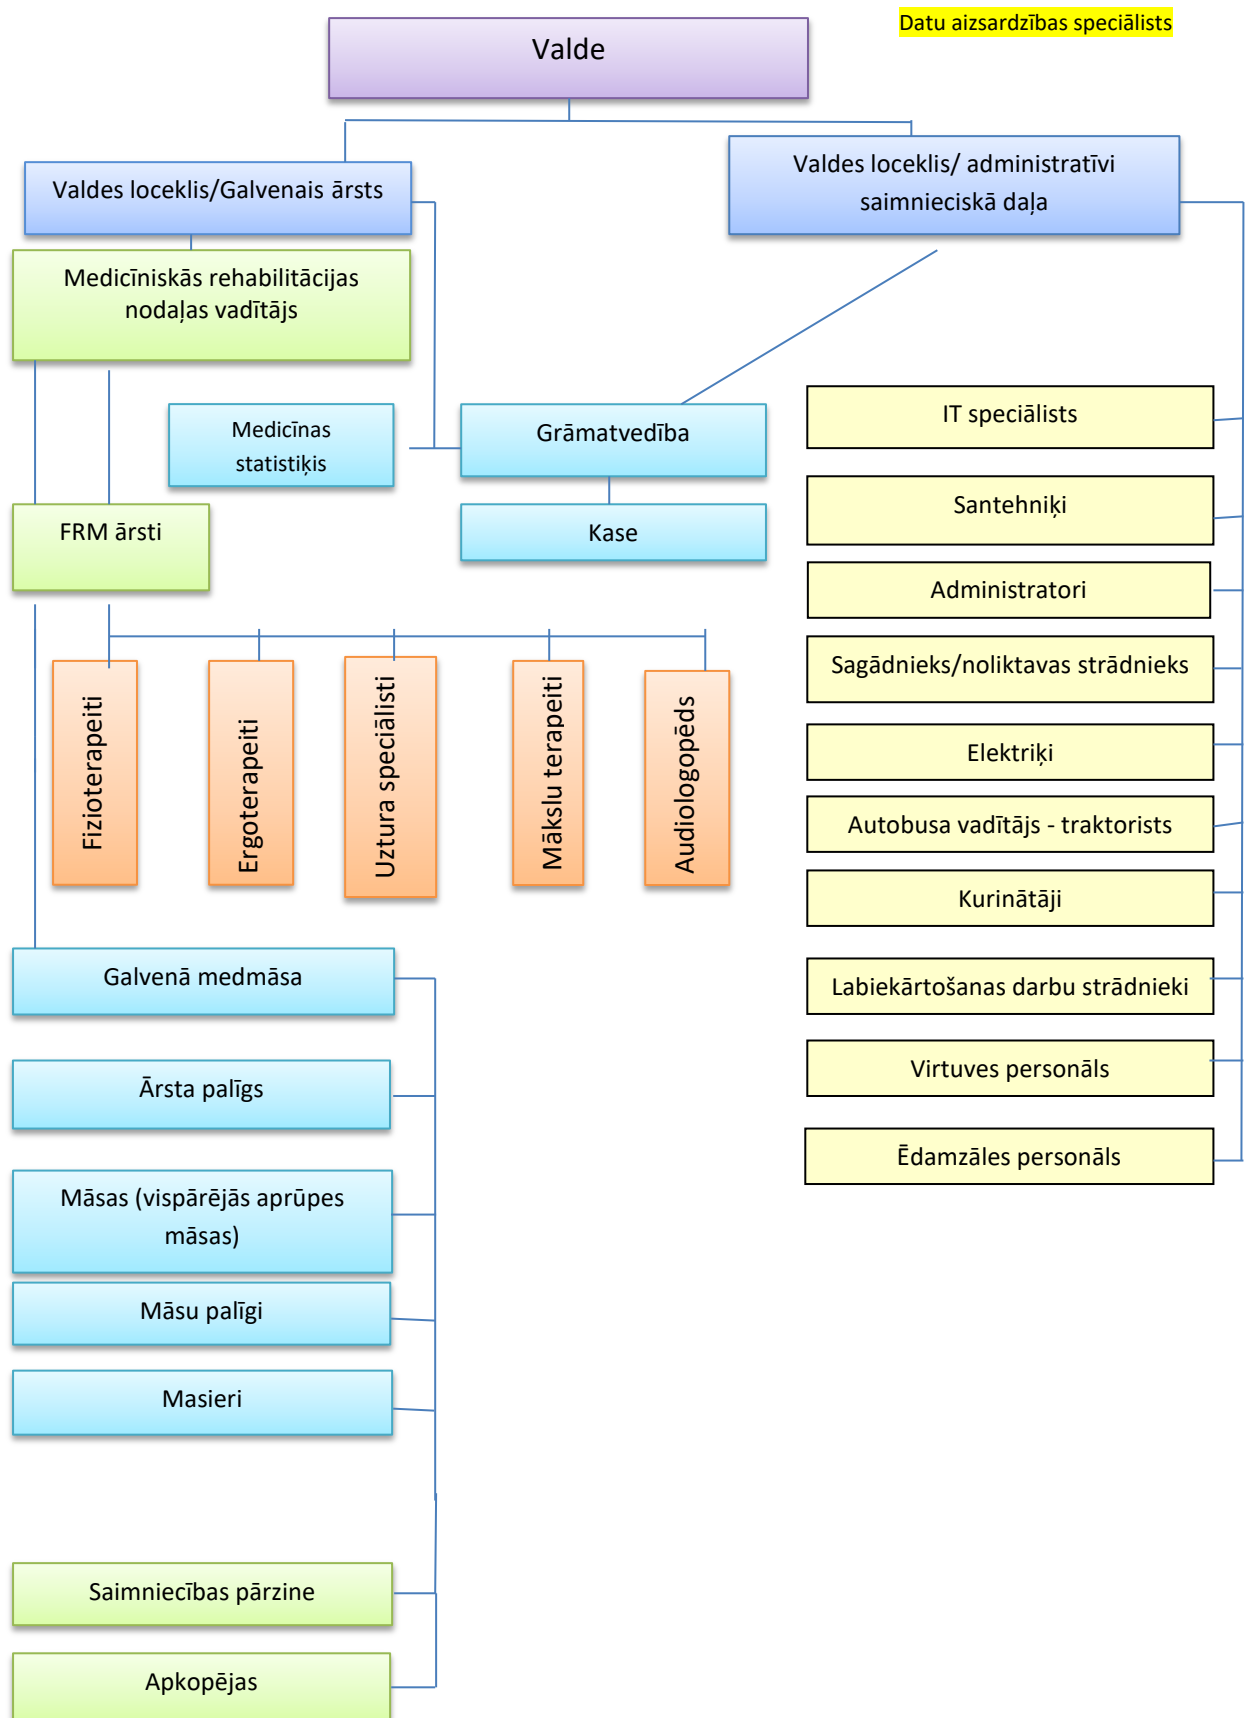 Datu aizsardzības speciālists
Valde
Valdes loceklis/Galvenais ārsts
Valdes loceklis/ administratīvi
saimnieciskā daļa
Medicīniskās rehabilitācijas
nodaļas vadītājs
Medicīnas
statistiķis
Grāmatvedība
Kase
FRM ārsti
Fizioterapeiti
Ergoterapeiti
Uztura speciālisti
Mākslu terapeiti
Audiologopēds
IT speciālists
Santehniķi
Administratori
Sagādnieks/noliktavas strādnieks
Elektriķi
Autobusa vadītājs - traktorists
Kurinātāji
Labiekārtošanas darbu strādnieki
Virtuves personāls
Ēdamzāles personāls
Galvenā medmāsa
Ārsta palīgs
Māsas (vispārējās aprūpes
māsas)
Māsu palīgi
Masieri
Saimniecības pārzine
Apkopējas